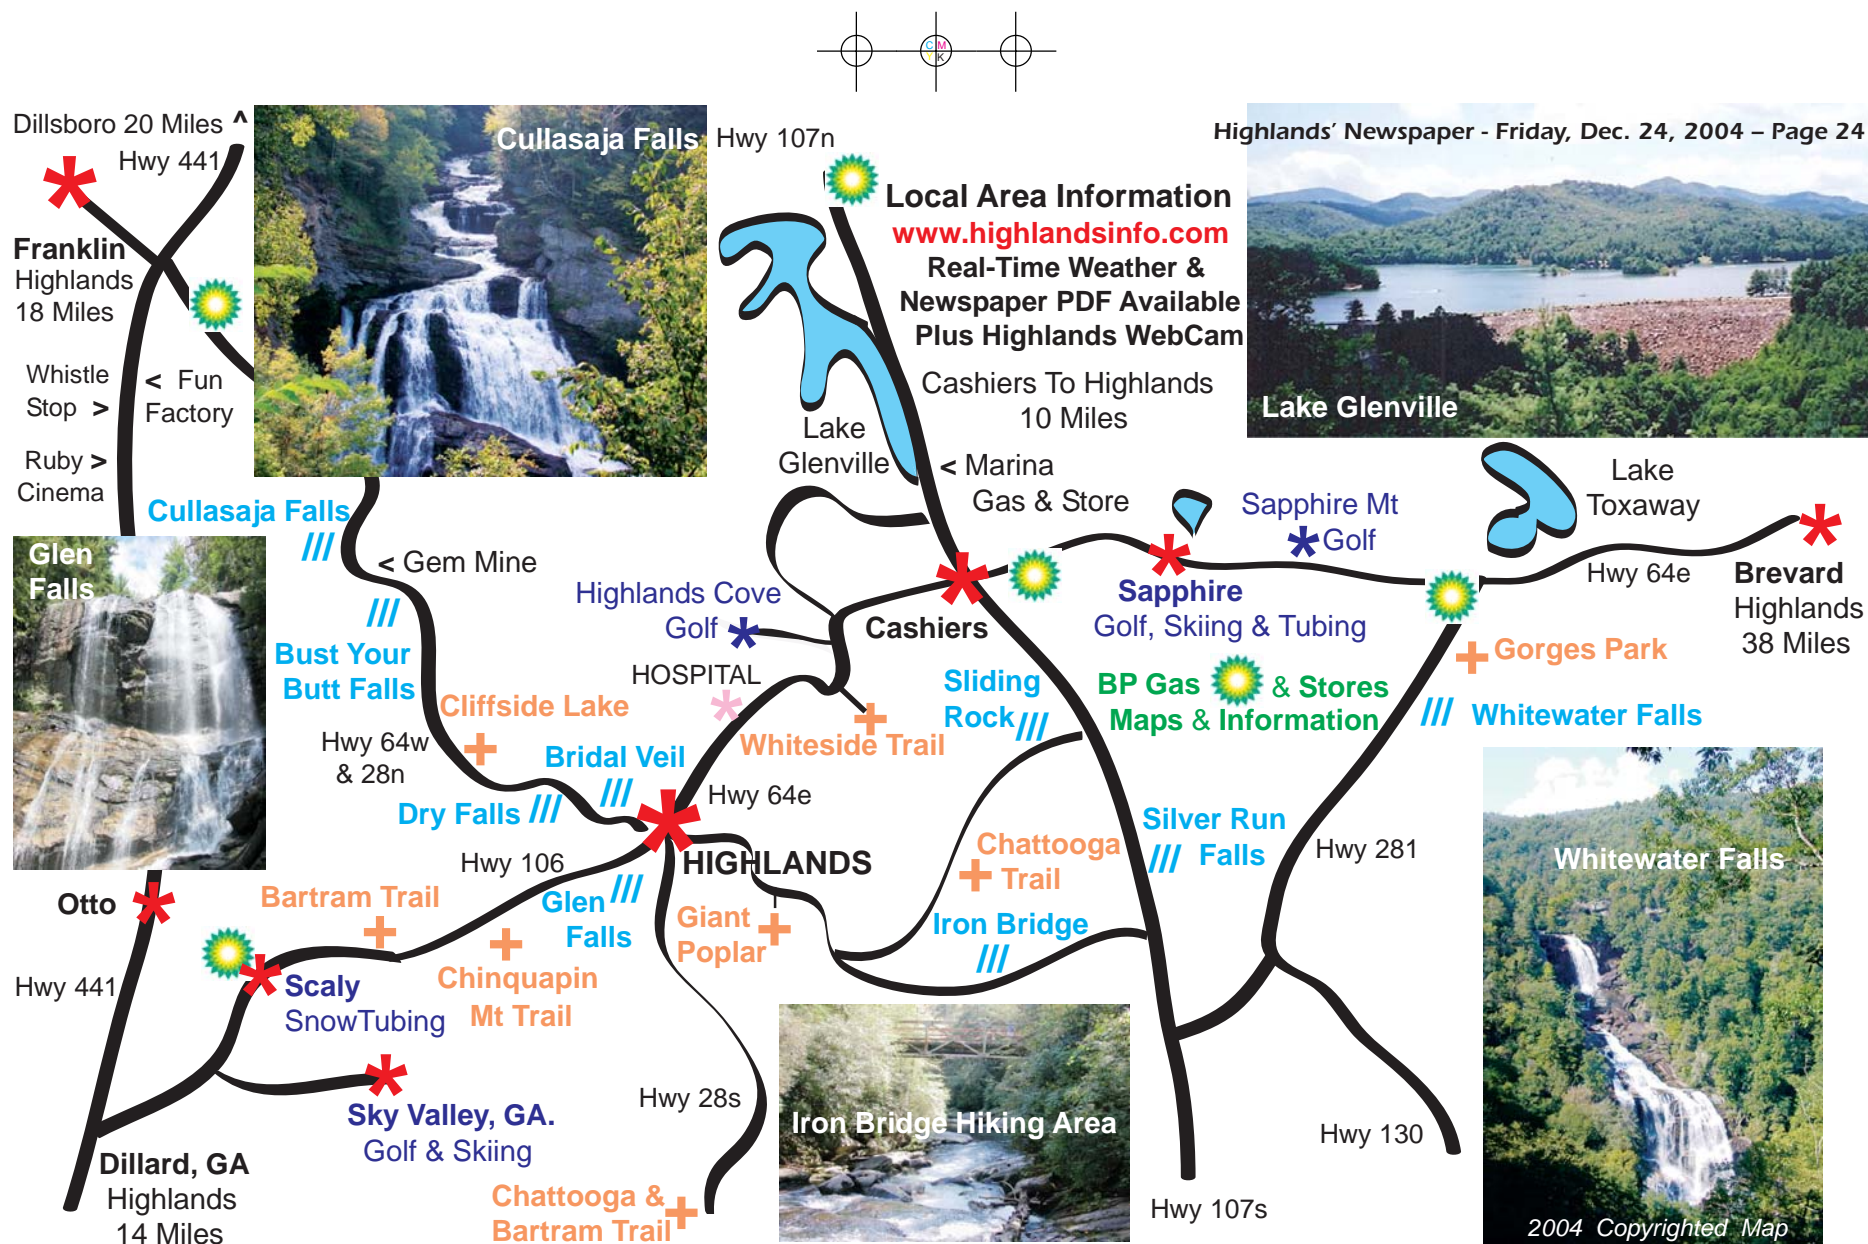 C M
Y K
Highlands' Newspaper - Friday, Dec. 24, 2004 – Page 24
Dillsboro 20 Miles ^
Hwy 441
Franklin
Highlands
18 Miles
Whistle
Stop >
< Fun
Factory
Ruby >
Cinema
Cullasaja Falls
Hwy 107n
Local Area Information
www.highlandsinfo.com
Real-Time Weather &
Newspaper PDF Available
Plus Highlands WebCam
Cashiers To Highlands
10 Miles
Lake Glenville
Lake
Glenville
< Marina
Gas & Store
Sapphire Mt
Golf
Lake
Toxaway
Cullasaja Falls
///
Glen
Falls
< Gem Mine
///
Bust Your
Butt Falls
Highlands Cove
Golf
HOSPITAL
Cashiers
Sapphire
Golf, Skiing & Tubing
Hwy 64e
Brevard
Highlands
38 Miles
Gorges Park
/// Whitewater Falls
BP Gas & Stores
Maps & Information
Sliding
Rock ///
Cliffside Lake
Hwy 64w
& 28n
Bridal Veil
///
Whiteside Trail
Dry Falls ///
Hwy 64e
HIGHLANDS
Hwy 106
Glen ///
Falls
Giant
Poplar
Chattooga
Trail
Iron Bridge
///
Silver Run
/// Falls
Hwy 281
Whitewater Falls
Otto
Bartram Trail
Chinquapin
Mt Trail
Hwy 441
Scaly
SnowTubing
Sky Valley, GA.
Golf & Skiing
Hwy 28s
Iron Bridge Hiking Area
Hwy 130
Dillard, GA
Highlands
14 Miles
Chattooga &
Bartram Trail
Hwy 107s
2004 Copyrighted Map